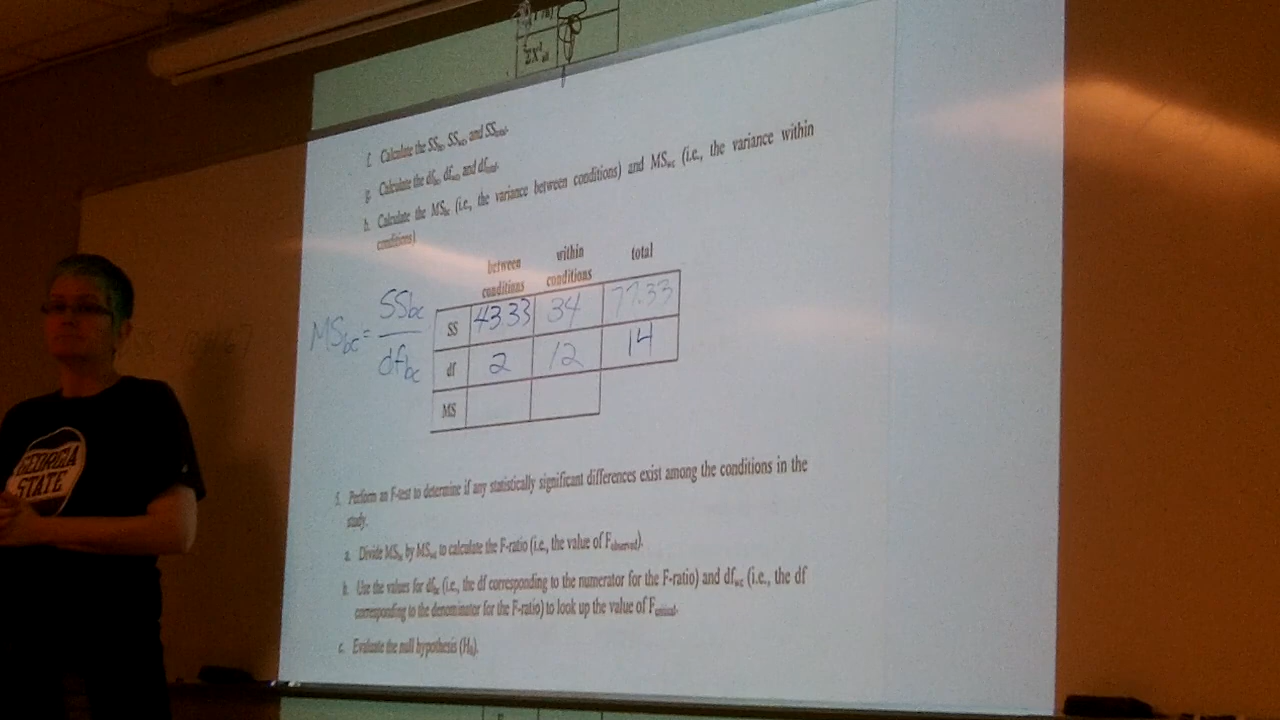 ΣX²
f. Calculate the SSbc, SSwc, and SStotal.
g. Calculate the dfbc, dfwc, and dftotal.
h. Calculate the MSbc (i.e., the variance between conditions) and MSwc (i.e., the variance within
conditions)
between conditions within conditions total
MSbc = SSbc / dfbc
SS 43.33 34 77.33
df 2 12 14
MS
5. Perform an F-test to determine if any statistically significant differences exist among the conditions in the
study.
a. Divide MSbc by MSwc to calculate the F-ratio (i.e., the value of Fobserved).
b. Use the values for dfbc (i.e., the df corresponding to the numerator for the F-ratio) and dfwc (i.e., the df
corresponding to the denominator for the F-ratio) to look up the value of Fcritical.
c. Evaluate the null hypothesis (H0).
GEORGIA
STATE